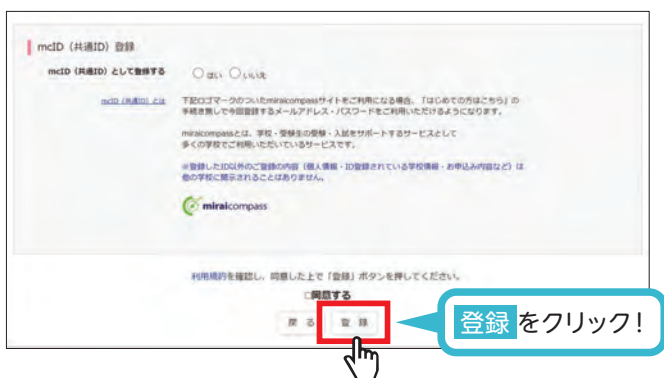 mcID（共通ID）登録
mcID（共通ID）として登録する
はい いいえ
mcID（共通ID）とは
下記ロゴマークのついたmiraicompassサイトをご利用になる場合、「はじめての方はこちら」の
手続き無しで今回登録するメールアドレス・パスワードをご利用いただけるようになります。
miraicompassとは、学校・受験生の受験・入試をサポートするサービスとして
多くの学校でご利用いただいているサービスです。
※登録したID以外のご登録の内容（個人情報・ID登録されている学校情報・お申込み内容など）は
他の学校に開示されることはありません。
miraicompass
利用規約を確認し、同意した上で「登録」ボタンを押してください。
同意する
戻る 登録
登録をクリック！